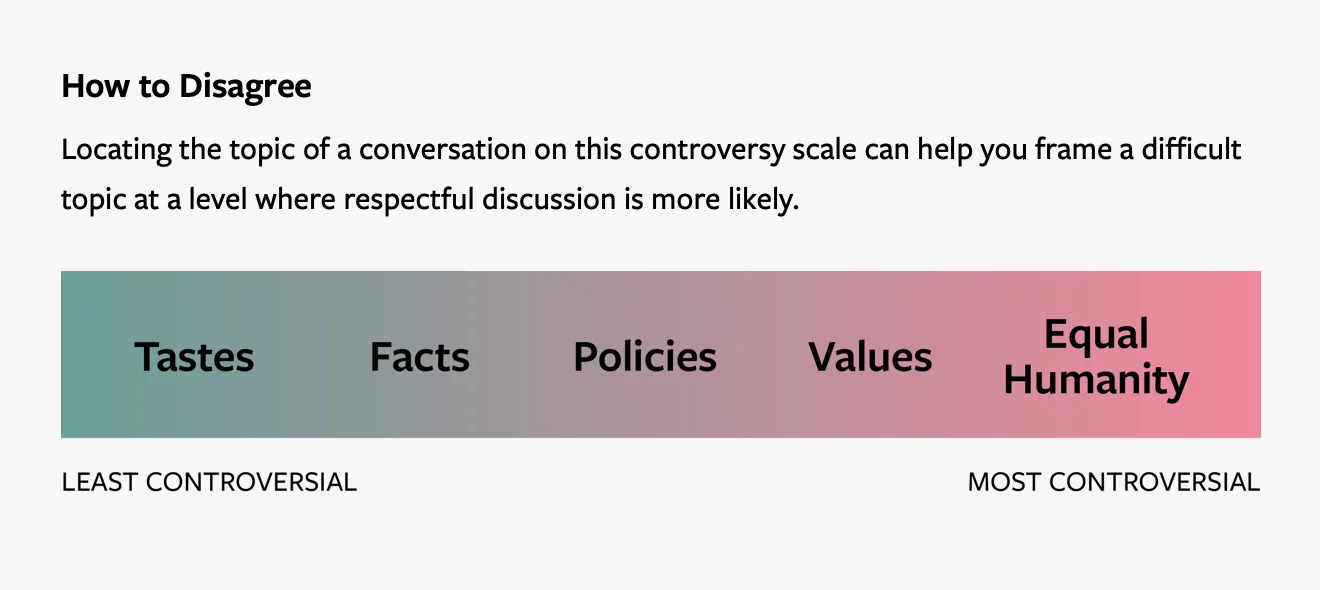 How to Disagree
Locating the topic of a conversation on this controversy scale can help you frame a difficult
topic at a level where respectful discussion is more likely.
Tastes
Facts
Policies
Values
Equal
Humanity
LEAST CONTROVERSIAL
MOST CONTROVERSIAL